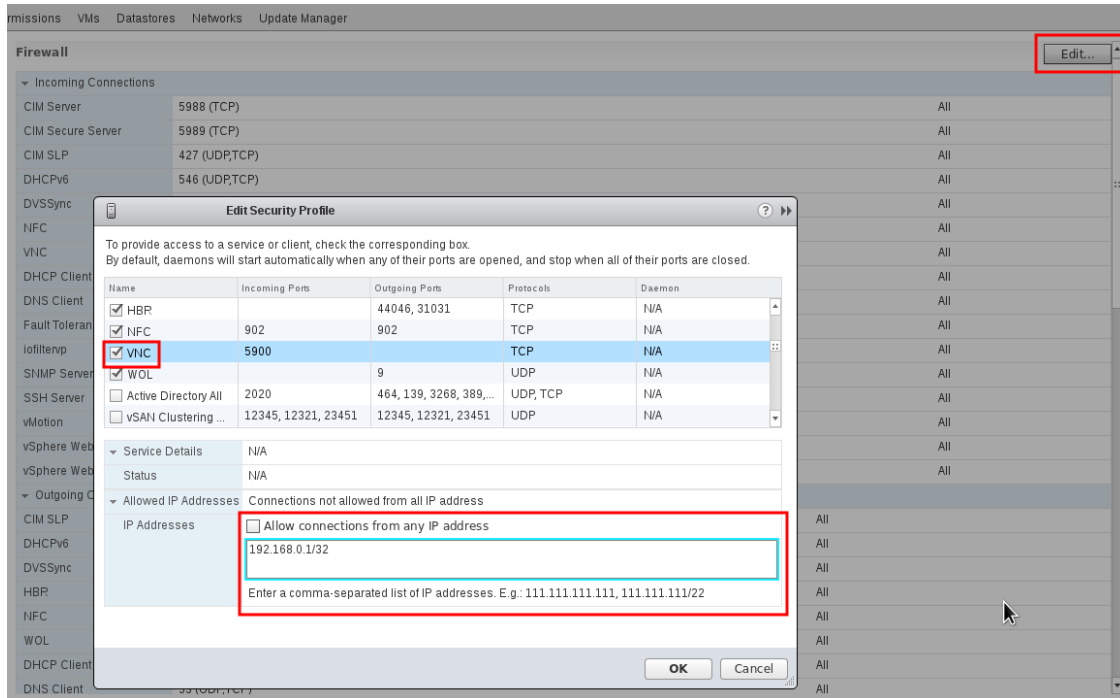 rmissions VMs Datastores Networks Update Manager
Firewall
Edit...
Incoming Connections
CIM Server 5988 (TCP) All
CIM Secure Server 5989 (TCP) All
CIM SLP 427 (UDP,TCP) All
DHCPv6 546 (UDP,TCP) All
DVSSync All
NFC All
VNC All
DHCP Client All
DNS Client All
Fault Toleran All
iofiltervp All
SNMP Server All
SSH Server All
vMotion All
vSphere Web All
vSphere Web All
Outgoing C
CIM SLP All
DHCPv6 All
DVSSync All
HBR All
NFC All
WOL All
DHCP Client All
DNS Client 53 (UDP,TCP) All
Edit Security Profile
To provide access to a service or client, check the corresponding box.
By default, daemons will start automatically when any of their ports are opened, and stop when all of their ports are closed.
Name Incoming Ports Outgoing Ports Protocols Daemon
HBR 44046, 31031 TCP N/A
NFC 902 902 TCP N/A
VNC 5900 TCP N/A
WOL 9 UDP N/A
Active Directory All 2020 464, 139, 3268, 389,... UDP, TCP N/A
vSAN Clustering ... 12345, 12321, 23451 12345, 12321, 23451 UDP N/A
Service Details N/A
Status N/A
Allowed IP Addresses Connections not allowed from all IP address
IP Addresses Allow connections from any IP address
192.168.0.1/32
Enter a comma-separated list of IP addresses. E.g.: 111.111.111.111, 111.111.111/22
OK Cancel